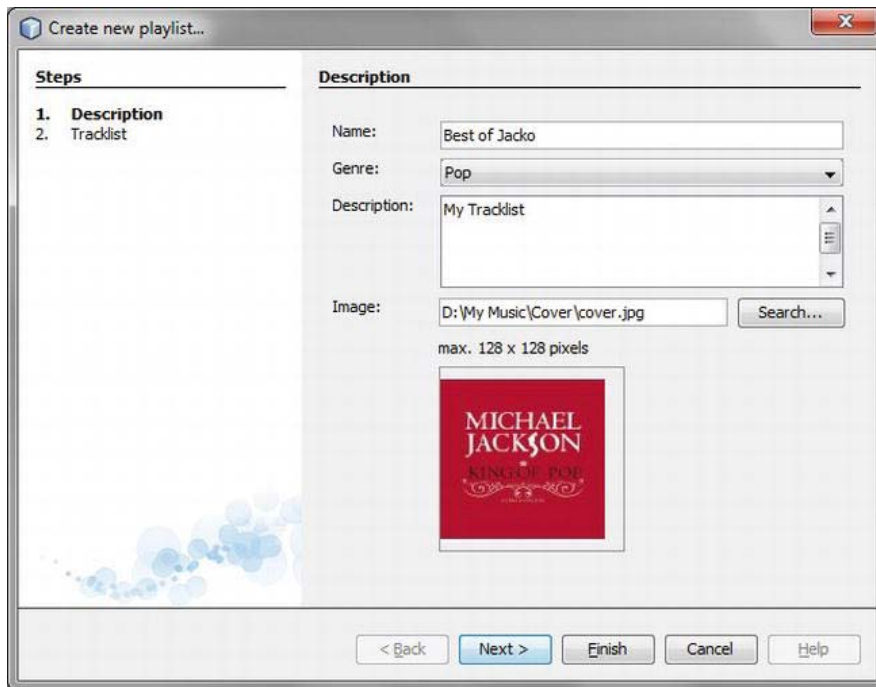 Create new playlist...
Steps
1. Description
2. Tracklist
Description
Name: Best of Jacko
Genre: Pop
Description: My Tracklist
Image: D:\My Music\Cover\cover.jpg Search...
max. 128 x 128 pixels
MICHAEL
JACKSON
KING OF POP
< Back Next > Finish Cancel Help